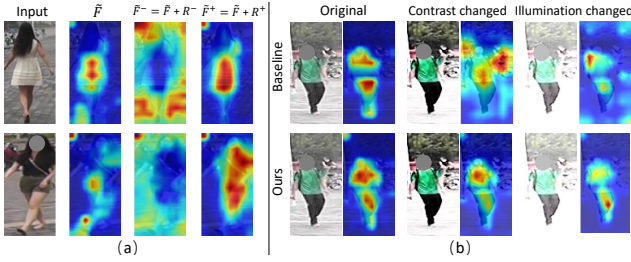 Input
F̃
F̃⁻ = F̃ + R⁻
F̃⁺ = F̃ + R⁺
Original
Contrast changed
Illumination changed
Baseline
Ours
(a)
(b)